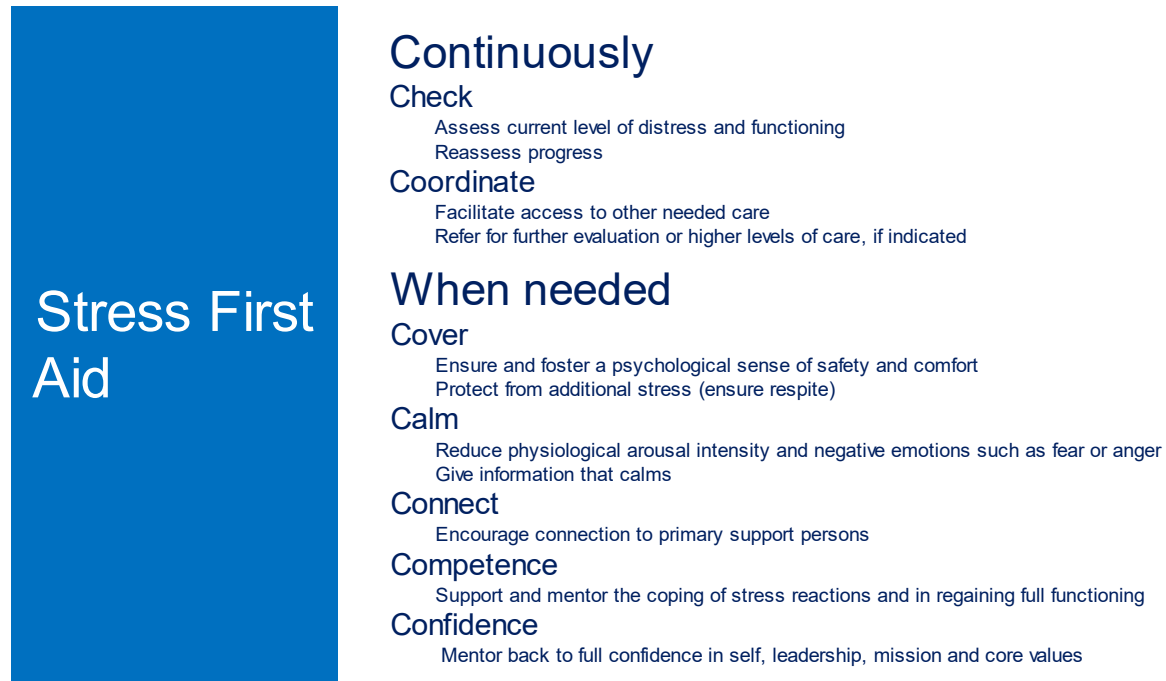 Stress First
Aid
Continuously
Check
Assess current level of distress and functioning
Reassess progress
Coordinate
Facilitate access to other needed care
Refer for further evaluation or higher levels of care, if indicated
When needed
Cover
Ensure and foster a psychological sense of safety and comfort
Protect from additional stress (ensure respite)
Calm
Reduce physiological arousal intensity and negative emotions such as fear or anger
Give information that calms
Connect
Encourage connection to primary support persons
Competence
Support and mentor the coping of stress reactions and in regaining full functioning
Confidence
Mentor back to full confidence in self, leadership, mission and core values